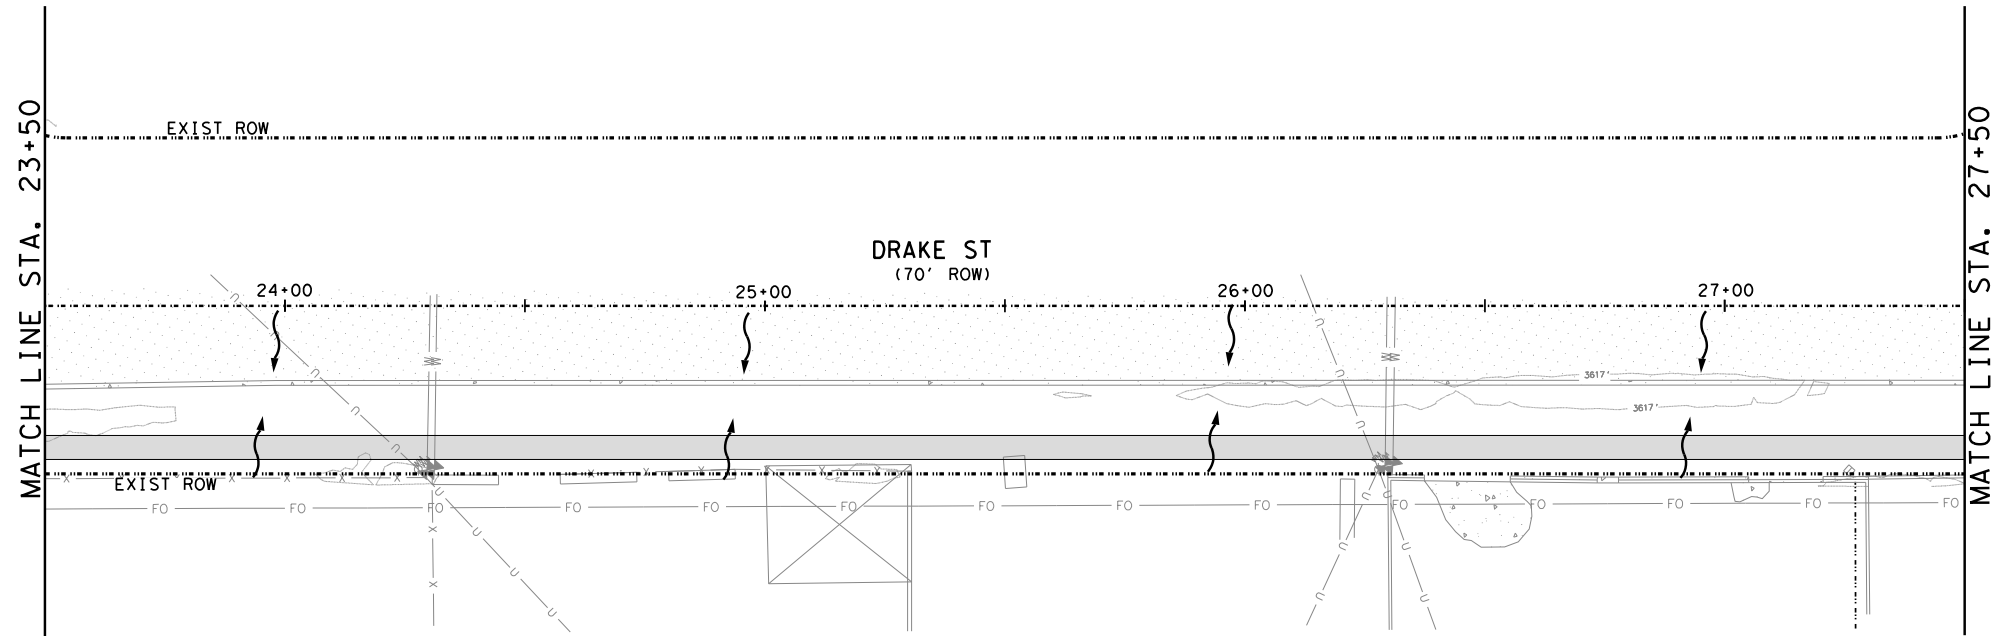 MATCH LINE STA. 23+50
EXIST ROW
DRAKE ST
(70' ROW)
24+00
25+00
26+00
27+00
U
U
U
U
W
U
U
U
U
W
3617'
3617'
X X X X X X X X X X X
EXIST ROW
FO FO FO FO FO FO FO FO FO FO FO FO FO FO
U
U
U
U
X
X
U
U
U
U
U
U
MATCH LINE STA. 27+50